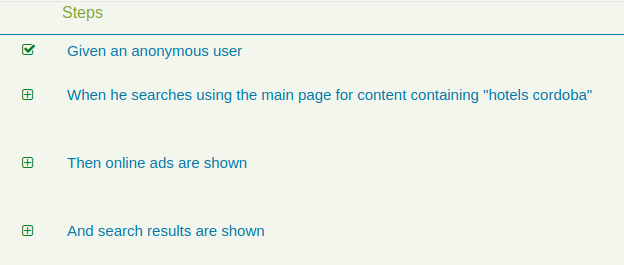 Steps
Given an anonymous user
When he searches using the main page for content containing "hotels cordoba"
Then online ads are shown
And search results are shown